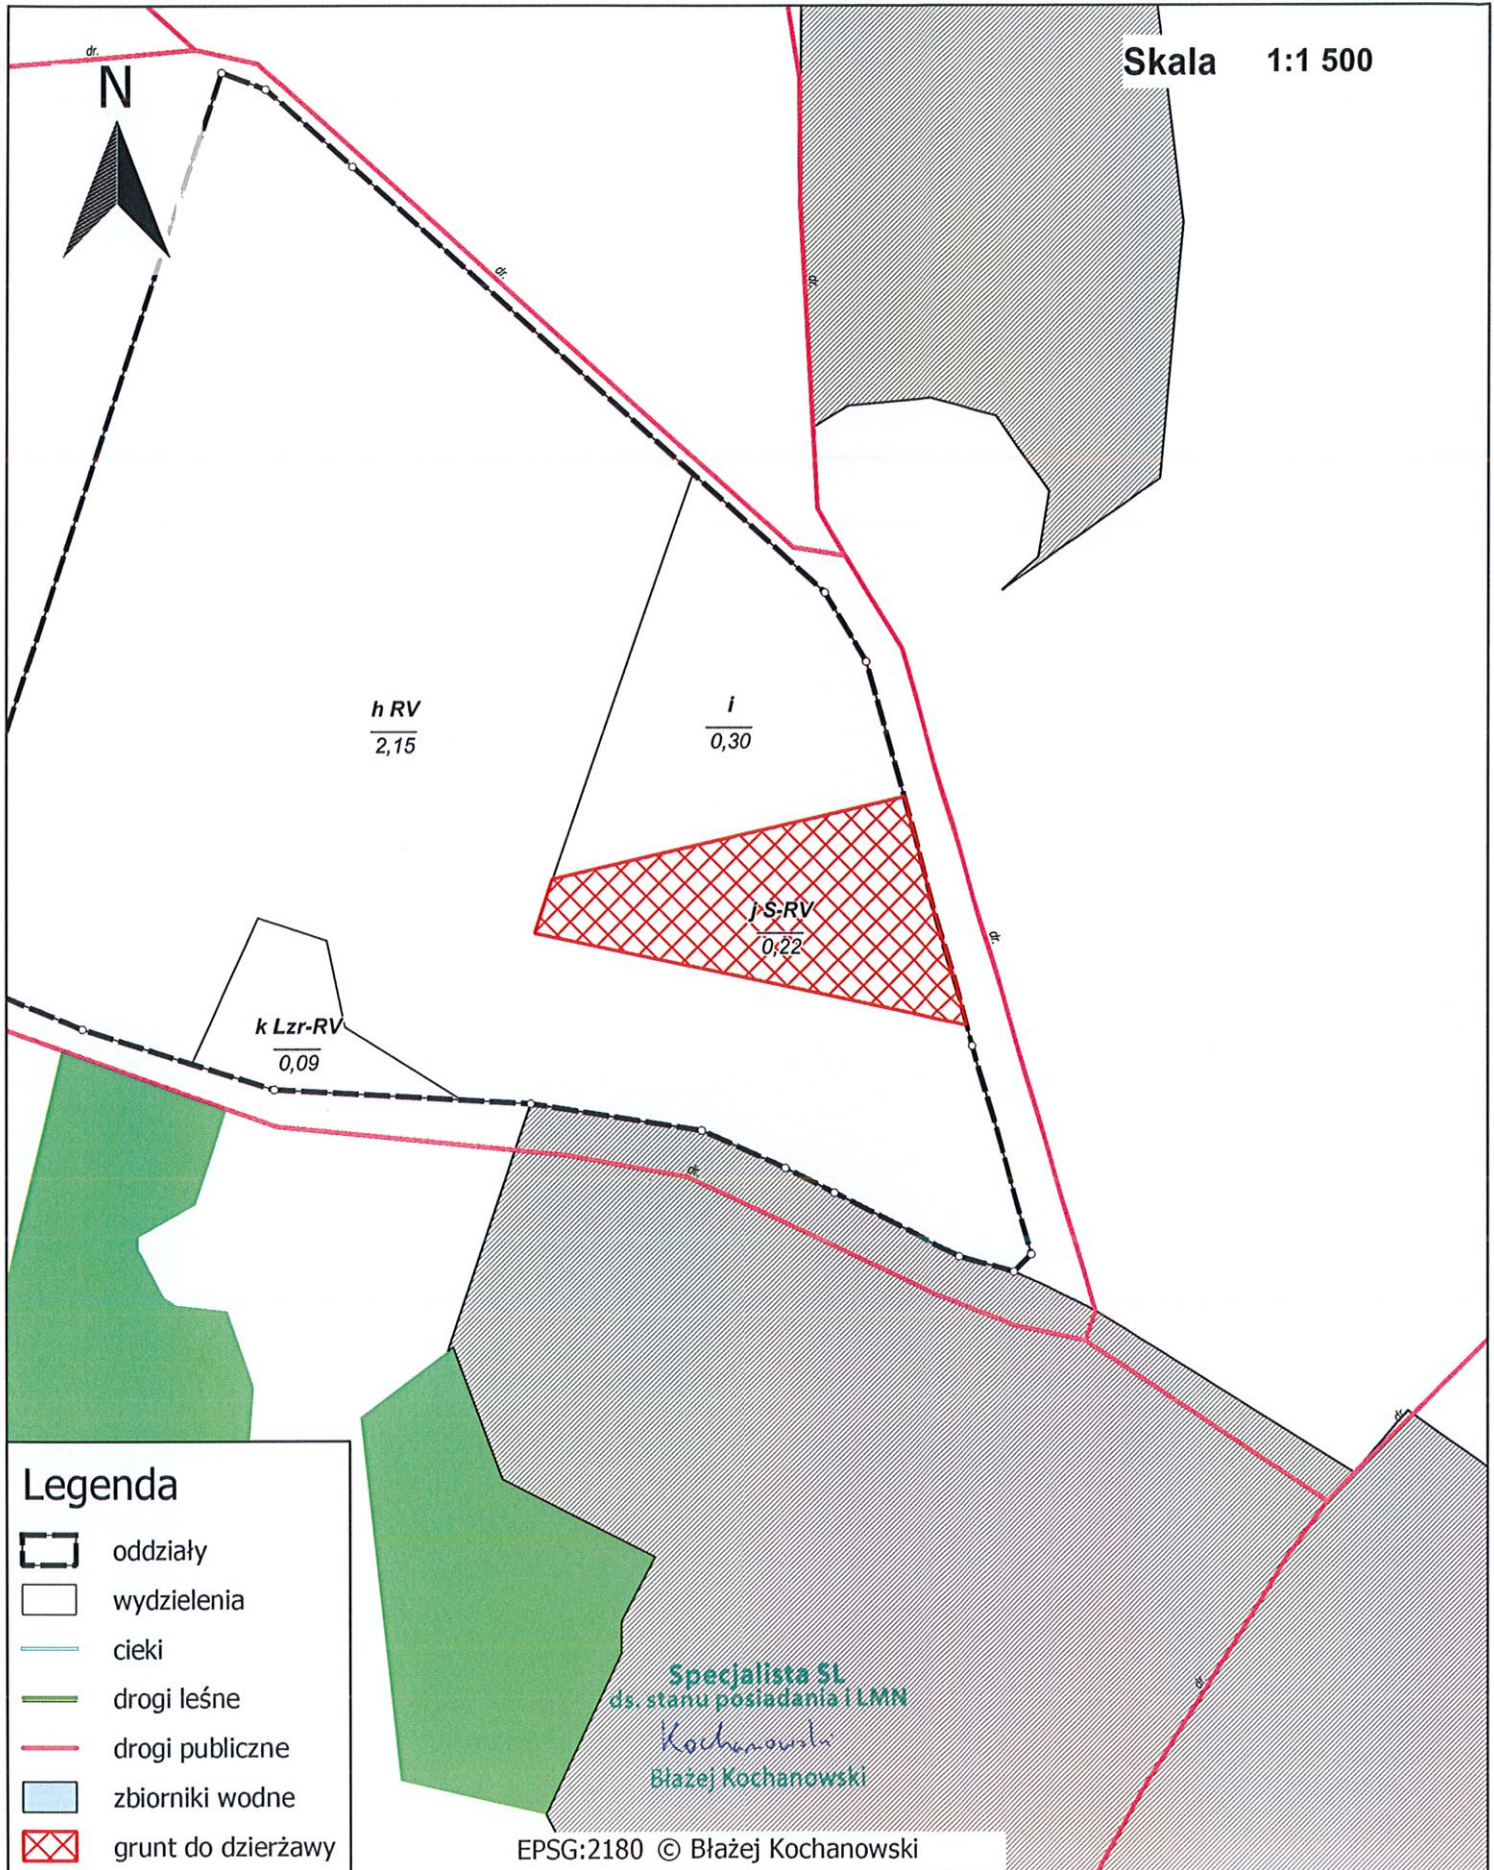 Skala 1:1 500
dr.
N
dr.
dr.
h RV
2,15
i
0,30
j S-RV
0,22
dr.
k Lzr-RV
0,09
dr.
dr.
dr.
Legenda
oddziały
wydzielenia
cieki
drogi leśne
drogi publiczne
zbiorniki wodne
grunt do dzierżawy
Specjalista SL
ds. stanu posiadania i LMN
Kochanowski
Błażej Kochanowski
EPSG:2180 © Błażej Kochanowski